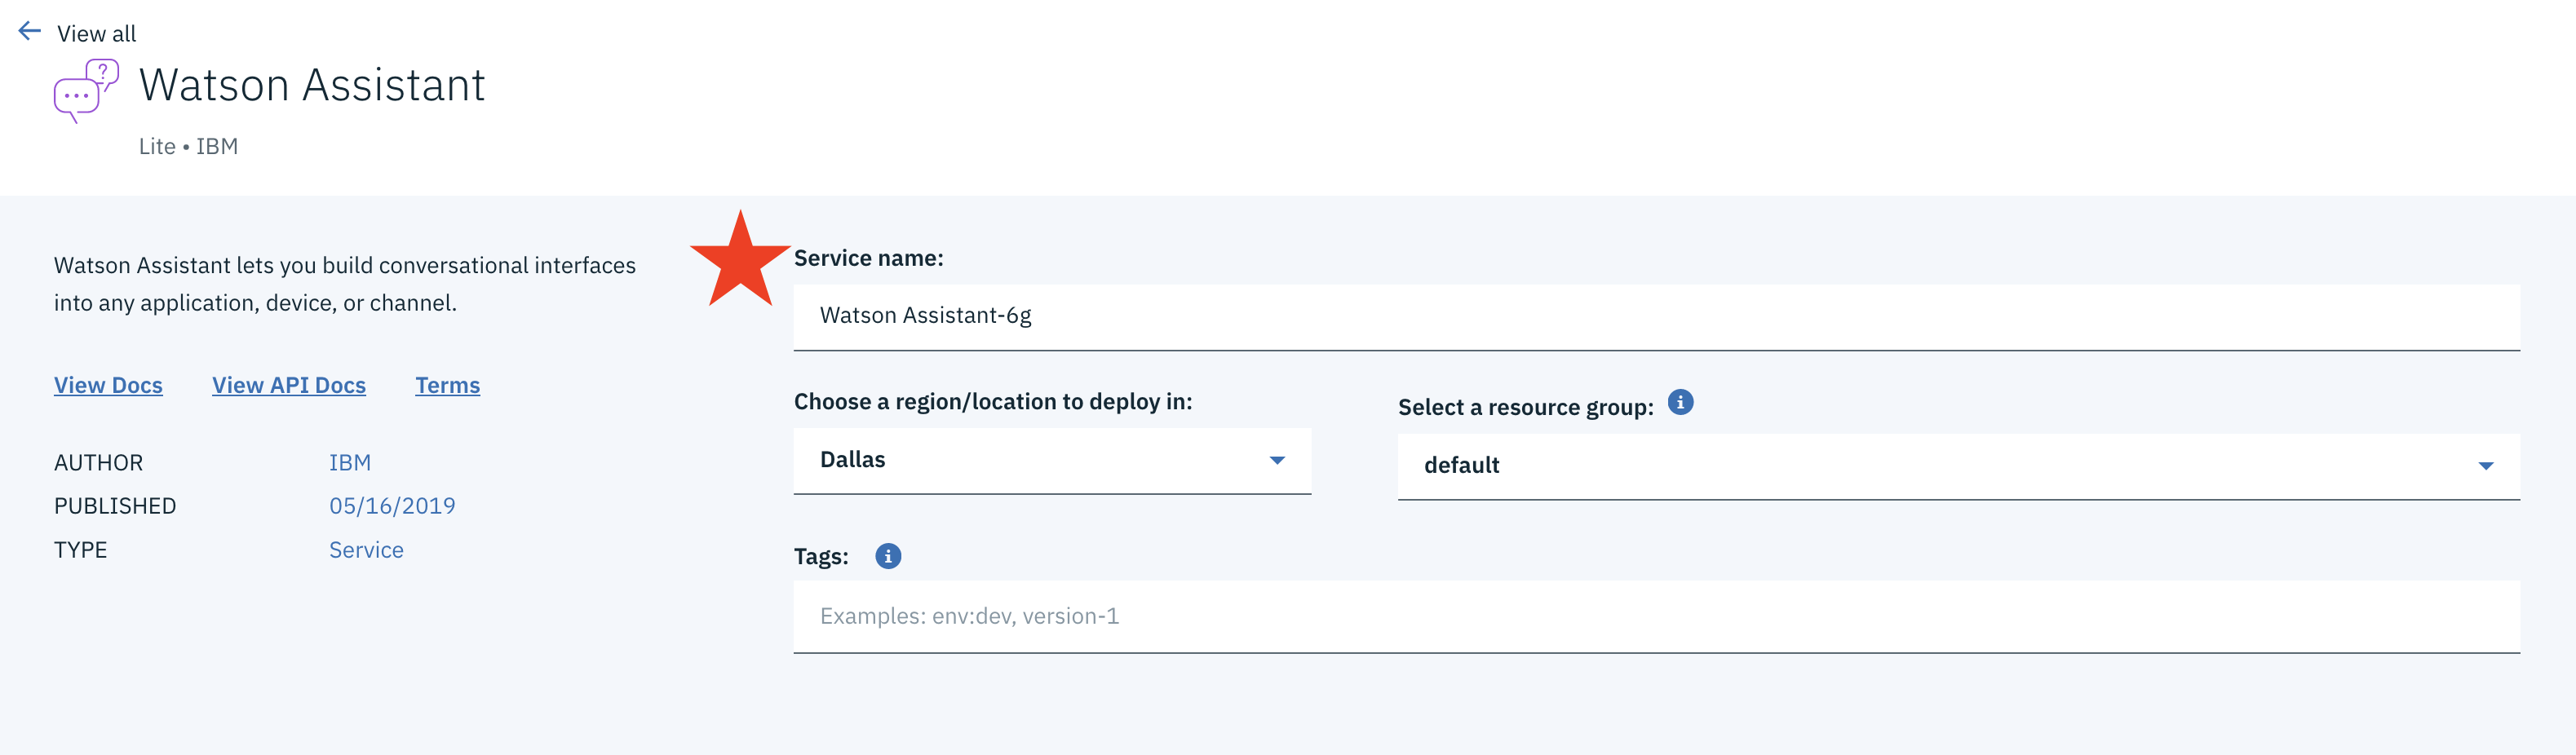 View all
Watson Assistant
Lite • IBM
Watson Assistant lets you build conversational interfaces
into any application, device, or channel.
View Docs View API Docs Terms
AUTHOR IBM
PUBLISHED 05/16/2019
TYPE Service
Service name:
Watson Assistant-6g
Choose a region/location to deploy in:
Dallas
Select a resource group:
default
Tags:
Examples: env:dev, version-1